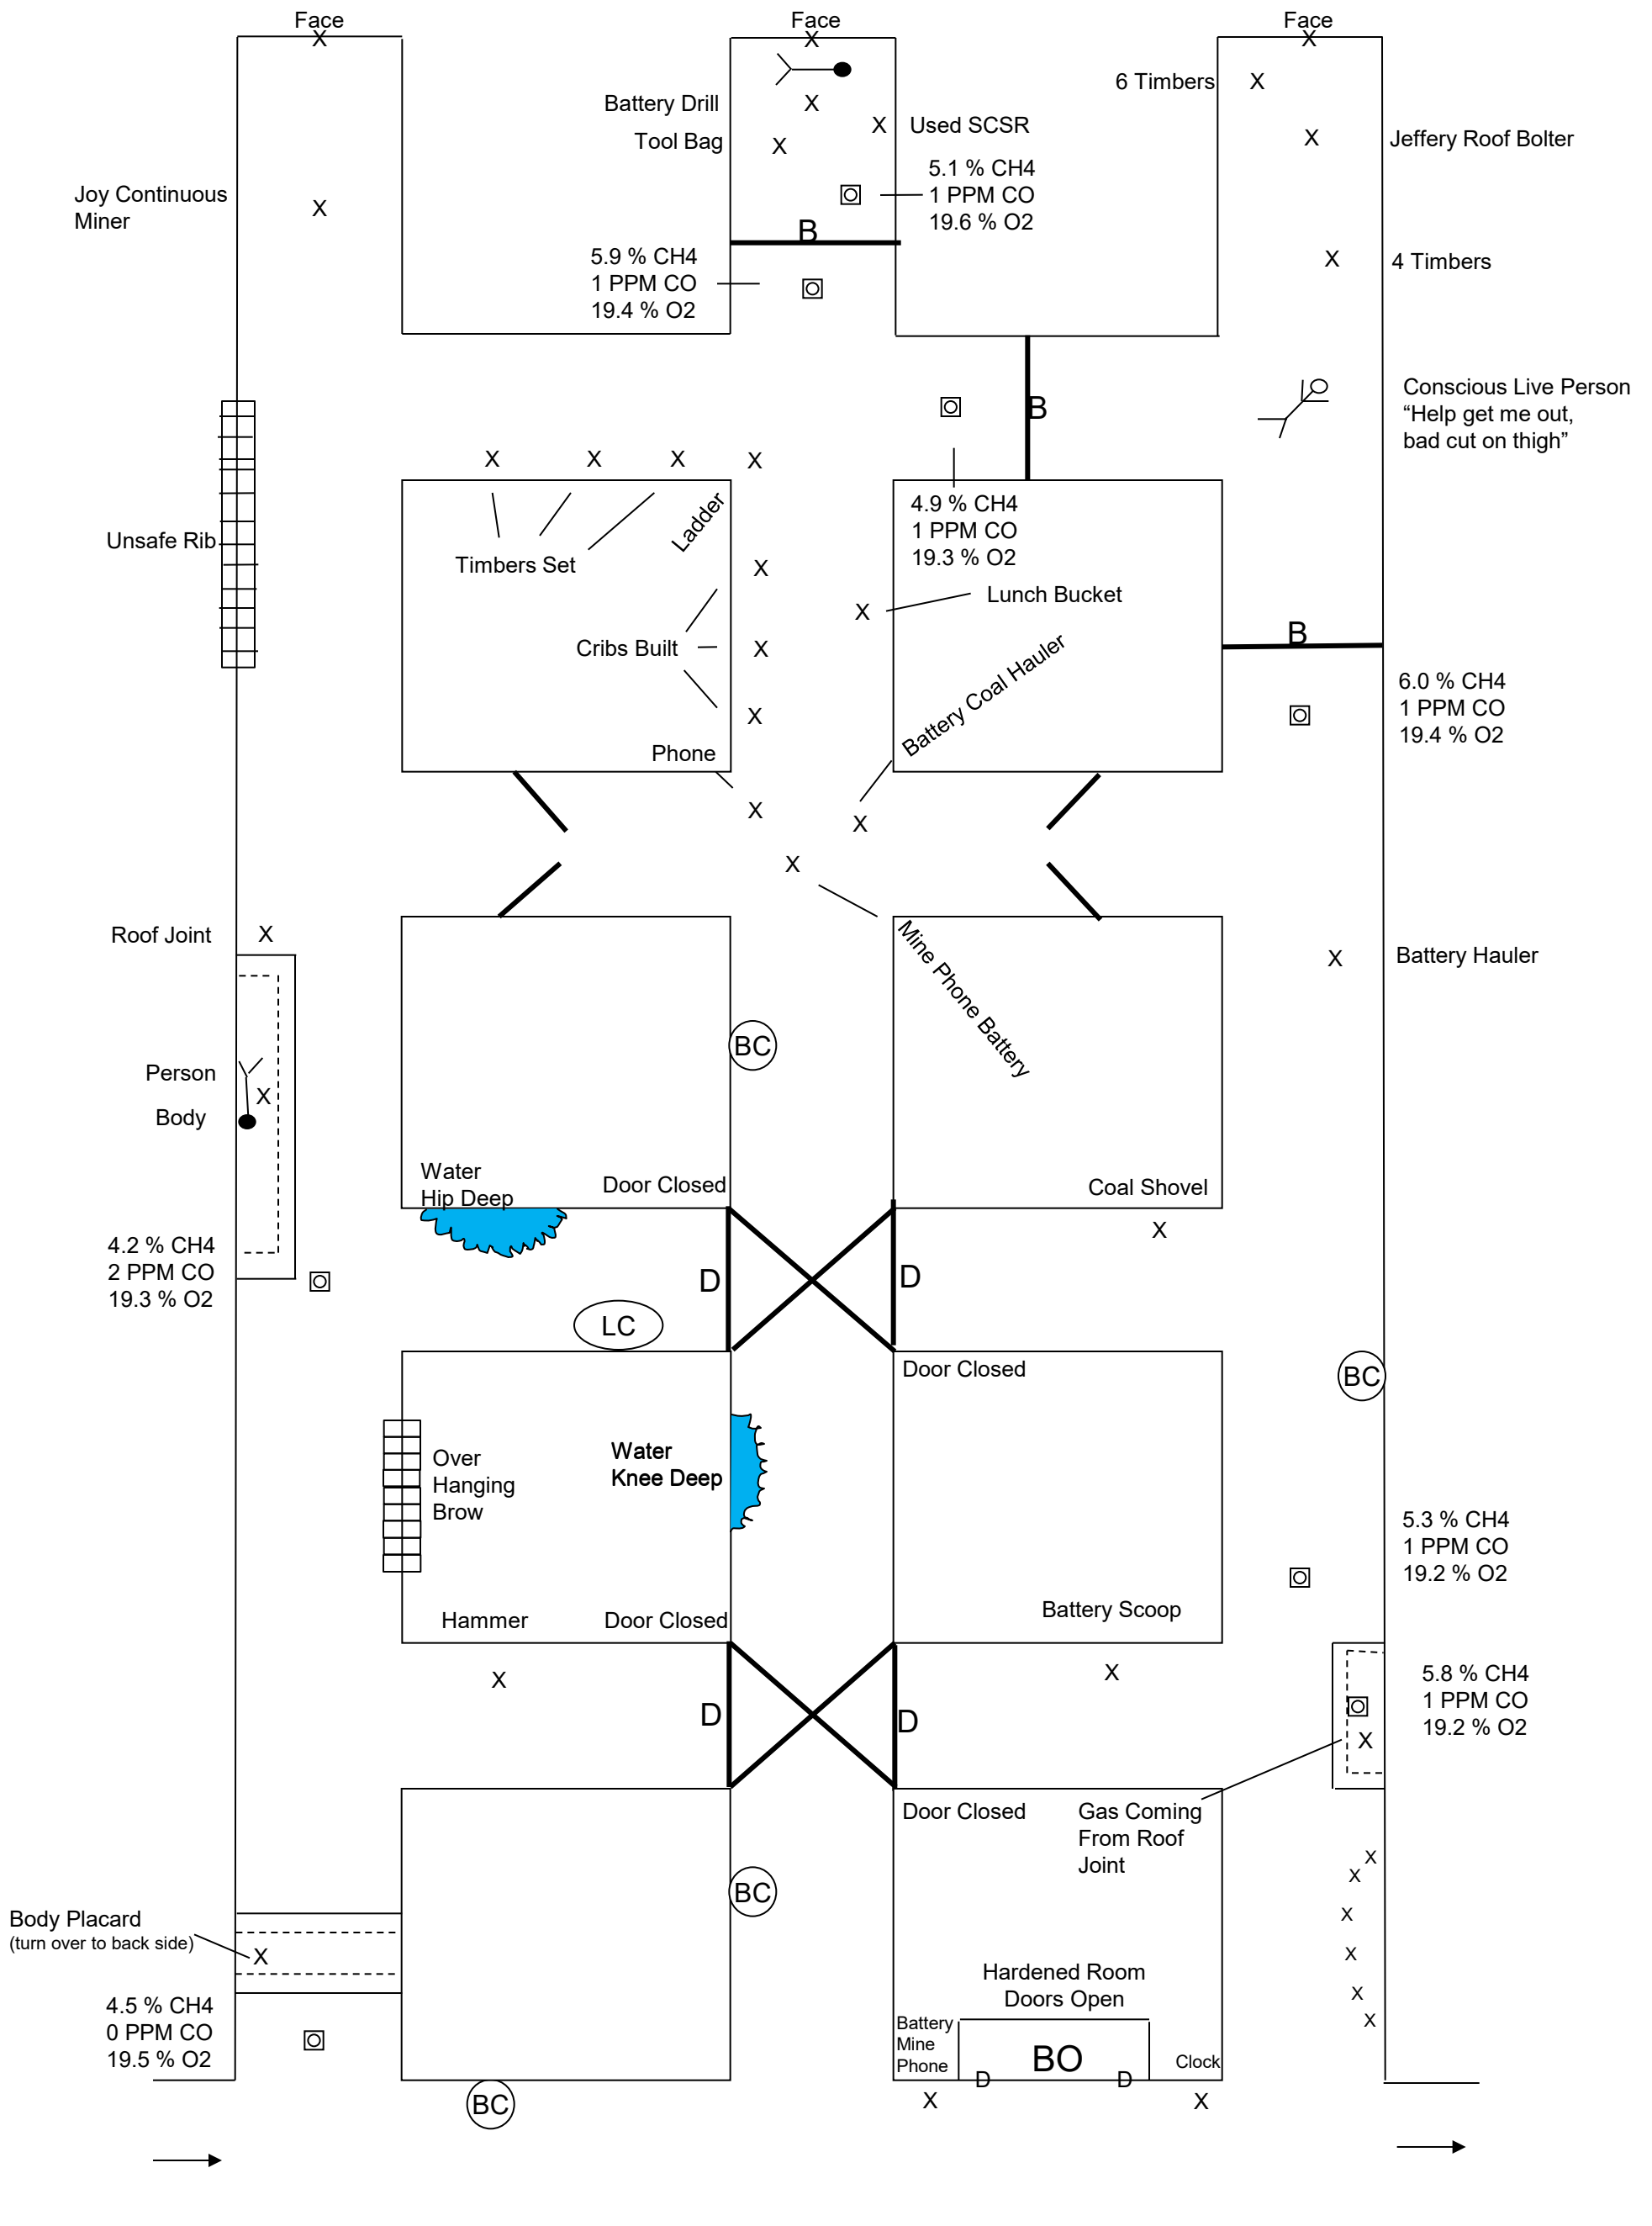 Face
X
Face
X
Face
X
6 Timbers
X
Battery Drill
X
Tool Bag
X
X
Used SCSR
X
Jeffery Roof Bolter
5.1 % CH4
1 PPM CO
19.6 % O2
Joy Continuous
Miner
X
B
5.9 % CH4
1 PPM CO
19.4 % O2
X
4 Timbers
B
Conscious Live Person
“Help get me out,
bad cut on thigh”
X
X
X
X
Ladder
Timbers Set
4.9 % CH4
1 PPM CO
19.3 % O2
Unsafe Rib
X
X
Lunch Bucket
Cribs Built
X
X
B
Battery Coal Hauler
6.0 % CH4
1 PPM CO
19.4 % O2
Phone
X
X
X
Mine Phone Battery
Roof Joint
X
X
Battery Hauler
BC
Person
X
Body
Water
Hip Deep
Door Closed
Coal Shovel
X
4.2 % CH4
2 PPM CO
19.3 % O2
D
D
LC
Door Closed
BC
Over
Hanging
Brow
Water
Knee Deep
5.3 % CH4
1 PPM CO
19.2 % O2
Hammer
Door Closed
Battery Scoop
X
X
D
D
5.8 % CH4
1 PPM CO
19.2 % O2
X
Door Closed
Gas Coming
From Roof
Joint
X
X
X
X
X
X
BC
Body Placard
(turn over to back side)
X
4.5 % CH4
0 PPM CO
19.5 % O2
Hardened Room
Doors Open
Battery
Mine
Phone
BO
Clock
D
D
X
X
BC